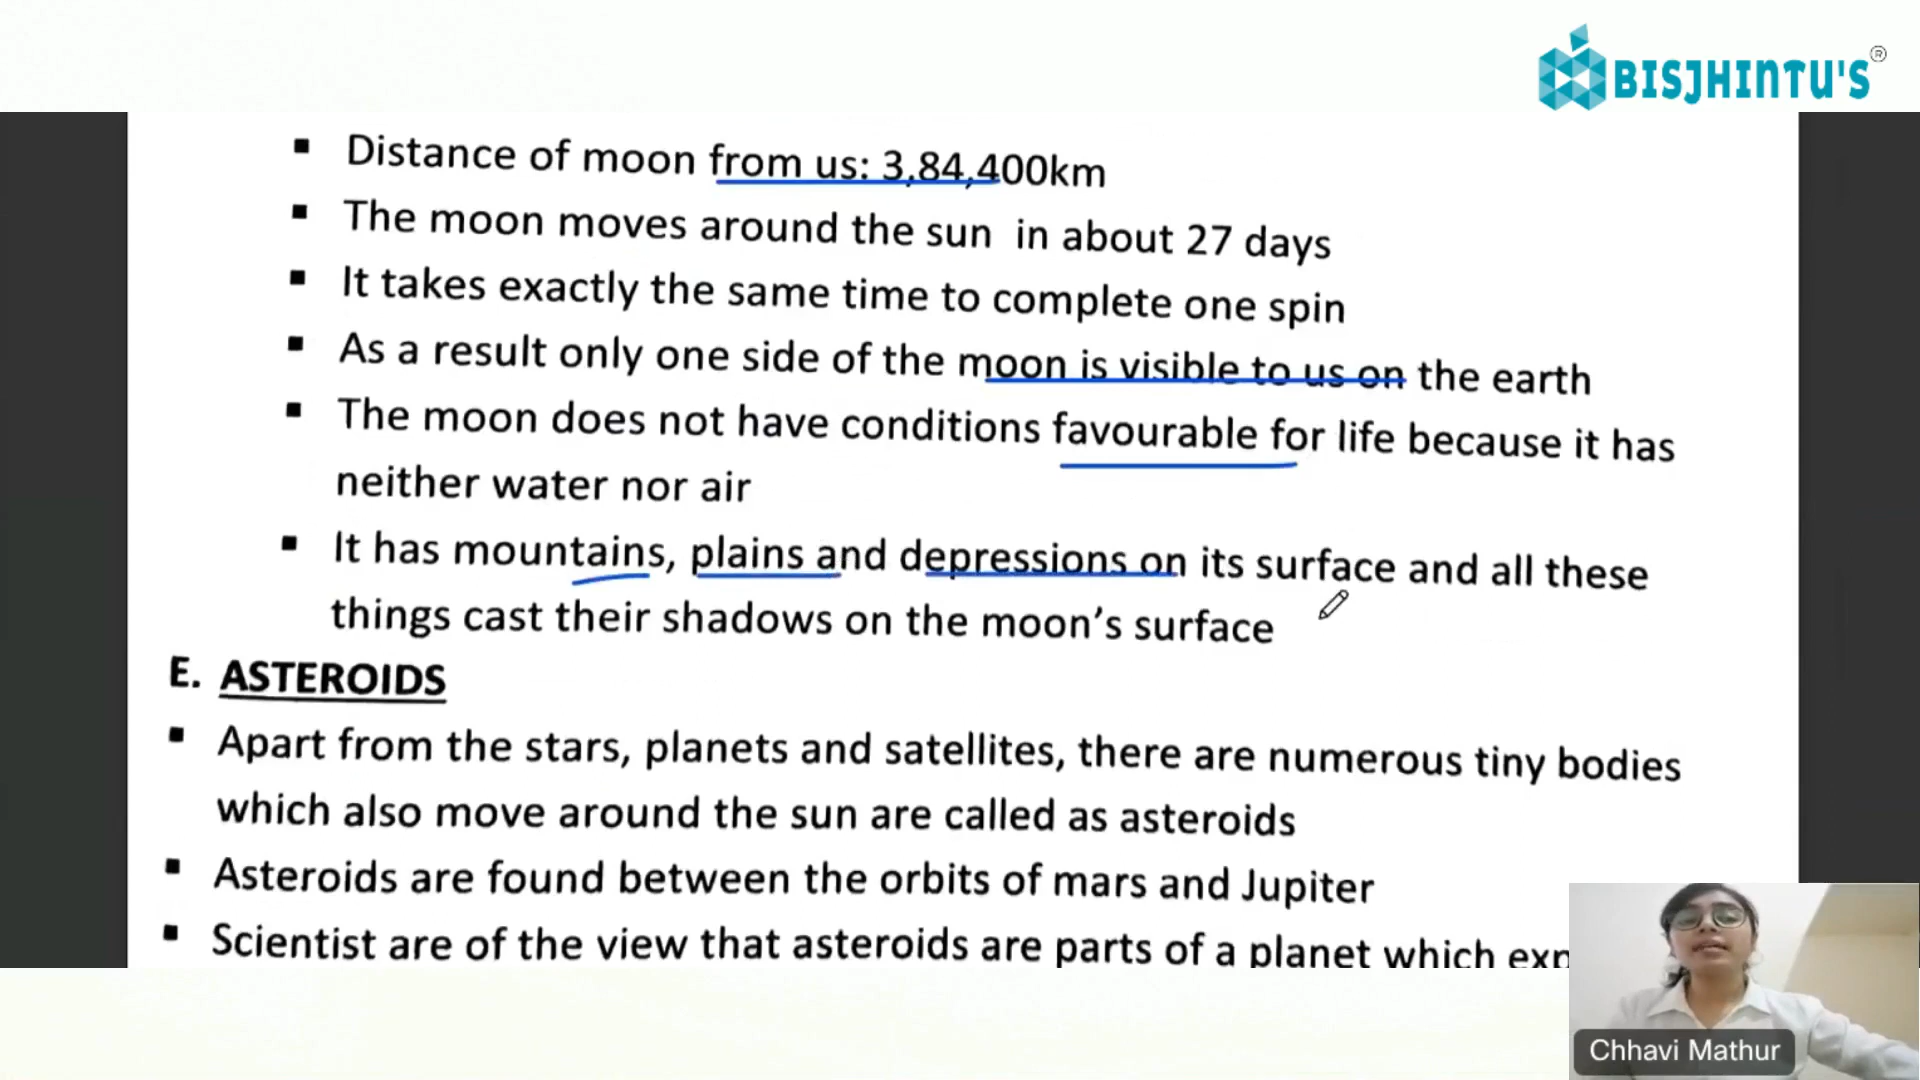 BISJHINTU'S®
▪ Distance of moon from us: 3,84,400km
▪ The moon moves around the sun in about 27 days
▪ It takes exactly the same time to complete one spin
▪ As a result only one side of the moon is visible to us on the earth
▪ The moon does not have conditions favourable for life because it has
neither water nor air
▪ It has mountains, plains and depressions on its surface and all these
things cast their shadows on the moon’s surface
E. ASTEROIDS
▪ Apart from the stars, planets and satellites, there are numerous tiny bodies
which also move around the sun are called as asteroids
▪ Asteroids are found between the orbits of mars and Jupiter
▪ Scientist are of the view that asteroids are parts of a planet which
Chhavi Mathur